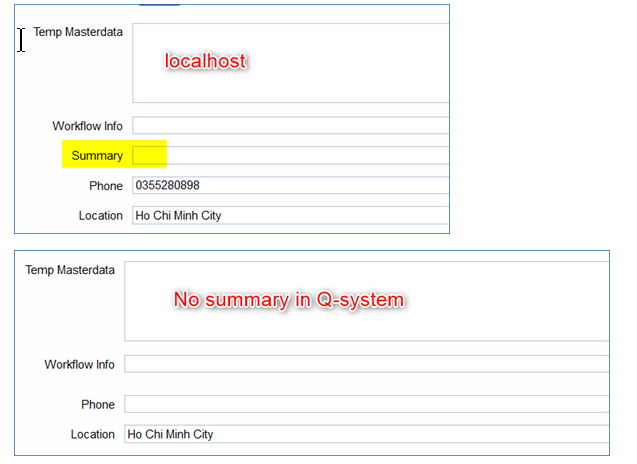 Temp Masterdata
localhost
Workflow Info
Summary
Phone 0355280898
Location Ho Chi Minh City
Temp Masterdata
No summary in Q-system
Workflow Info
Phone
Location Ho Chi Minh City